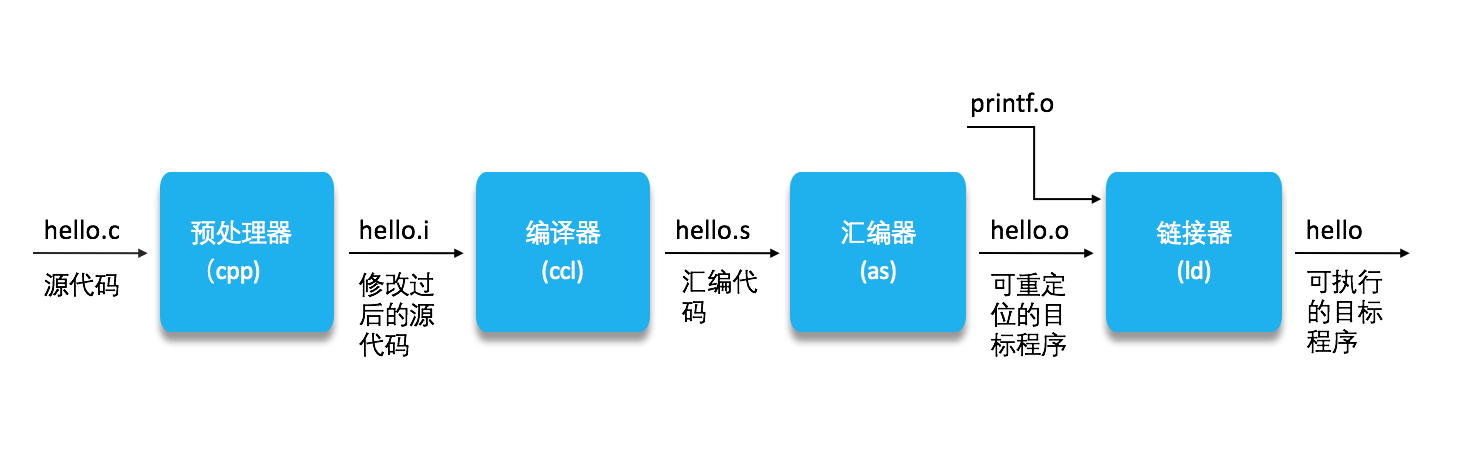 printf.o
hello.c
源代码
预处理器
（cpp)
hello.i
修改过
后的源
代码
编译器
(ccl)
hello.s
汇编代
码
汇编器
(as)
hello.o
可重定
位的目
标程序
链接器
(ld)
hello
可执行
的目标
程序